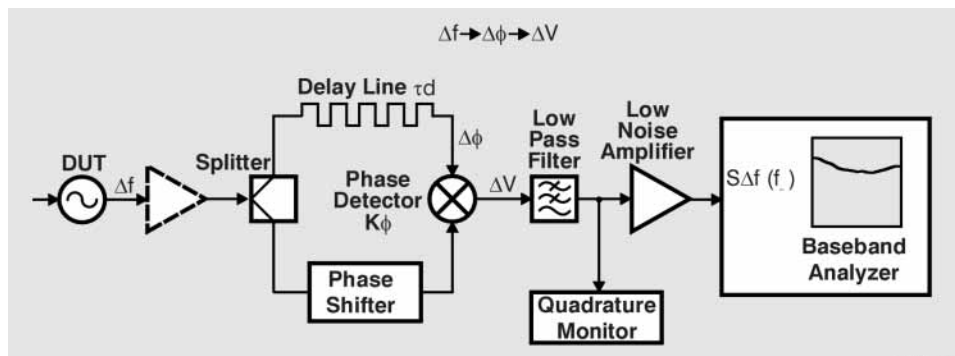 Δf→Δϕ→ΔV
Delay Line τd
DUT
Δf
Splitter
Δϕ
Phase
Detector
Kϕ
ΔV
Low
Pass
Filter
Low
Noise
Amplifier
SΔf (f_)
Baseband
Analyzer
Phase
Shifter
Quadrature
Monitor